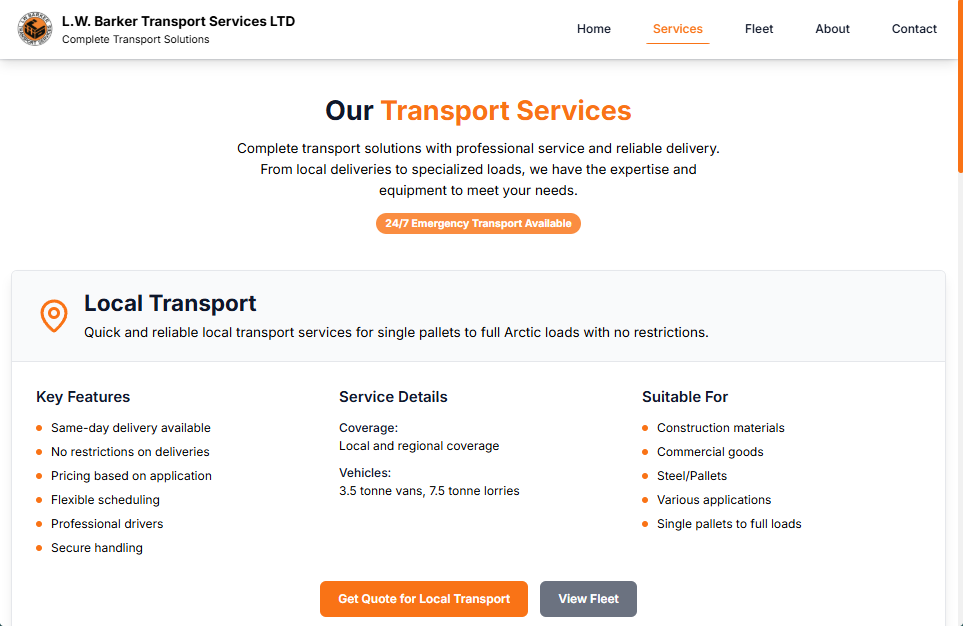 L.W. Barker Transport Services LTD
Complete Transport Solutions
Home
Services
Fleet
About
Contact
Our Transport Services
Complete transport solutions with professional service and reliable delivery.
From local deliveries to specialized loads, we have the expertise and
equipment to meet your needs.
24/7 Emergency Transport Available
Local Transport
Quick and reliable local transport services for single pallets to full Arctic loads with no restrictions.
Key Features
Same-day delivery available
No restrictions on deliveries
Pricing based on application
Flexible scheduling
Professional drivers
Secure handling
Service Details
Coverage:
Local and regional coverage
Vehicles:
3.5 tonne vans, 7.5 tonne lorries
Suitable For
Construction materials
Commercial goods
Steel/Pallets
Various applications
Single pallets to full loads
Get Quote for Local Transport
View Fleet